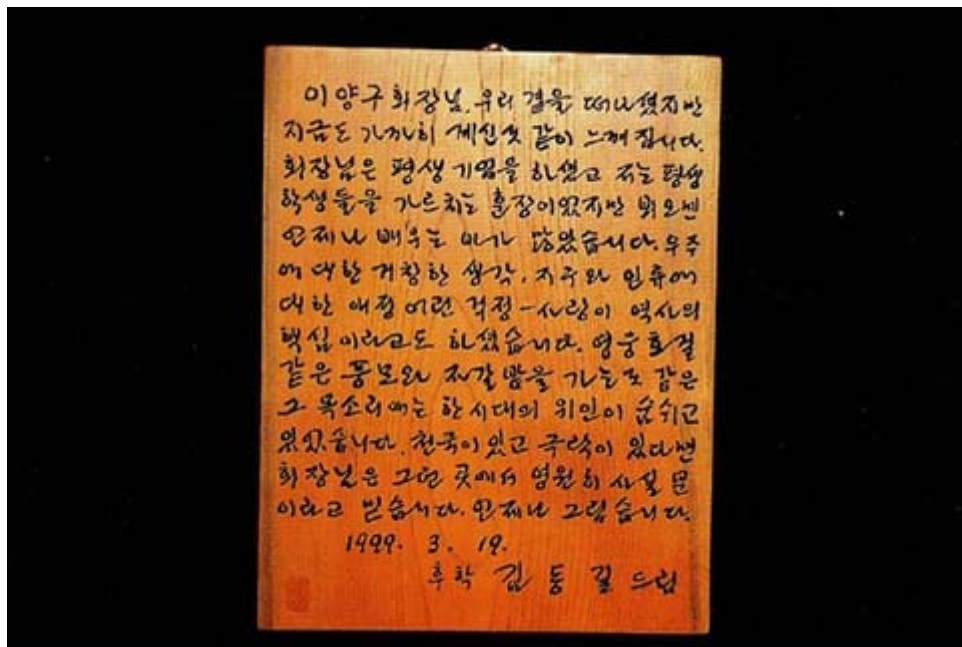 이양구 회장님. 우리 곁을 떠나셨지만
지금도 가까히 계신것 같이 느껴 집니다.
회장님은 평생 기업을 하셨고 저는 평생
학생들을 가르치는 훈장이었지만 뵈오면
언제나 배우는 바가 많았습니다. 우주
에 대한 거창한 생각, 지구와 인류에
대한 애정어린 걱정-사랑이 역사의
핵심이라고도 하셨습니다. 영웅호걸
같은 풍모와 자갈밭을 가는것 같은
그 목소리에는 한 시대의 위인이 숨쉬고
있었습니다. 천국이 있고 극락이 있다면
회장님은 그런 곳에서 영원히 사실 분
이라고 믿습니다. 언제나 그립습니다.
1999. 3. 19.
후학 김동길 드림